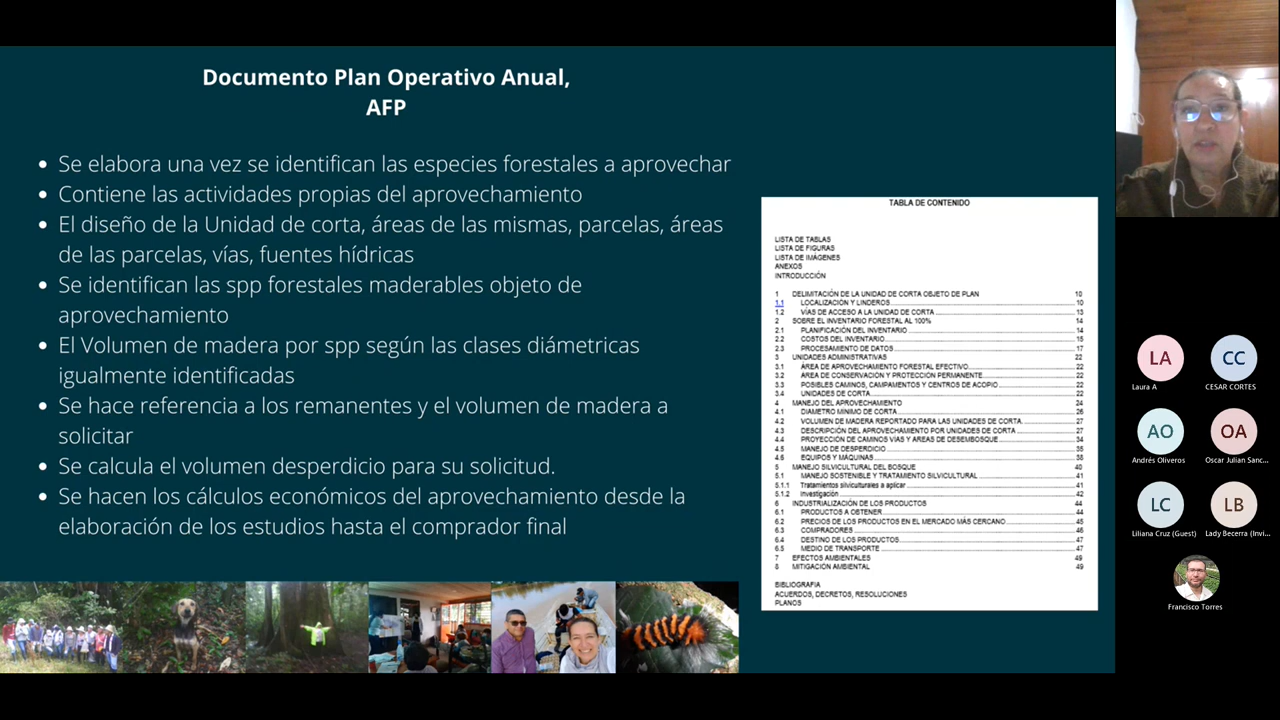 Documento Plan Operativo Anual,
AFP
• Se elabora una vez se identifican las especies forestales a aprovechar
• Contiene las actividades propias del aprovechamiento
• El diseño de la Unidad de corta, áreas de las mismas, parcelas, áreas
de las parcelas, vías, fuentes hídricas
• Se identifican las spp forestales maderables objeto de
aprovechamiento
• El Volumen de madera por spp según las clases diámetricas
igualmente identificadas
• Se hace referencia a los remanentes y el volumen de madera a
solicitar
• Se calcula el volumen desperdicio para su solicitud.
• Se hacen los cálculos económicos del aprovechamiento desde la
elaboración de los estudios hasta el comprador final
TABLA DE CONTENIDO
LISTA DE TABLAS
LISTA DE FIGURAS
LISTA DE IMÁGENES
ANEXOS
INTRODUCCIÓN
1 DELIMITACIÓN DE LA UNIDAD DE CORTA OBJETO DE PLAN 10
1.1 LOCALIZACIÓN Y LINDEROS 10
1.2 VÍAS DE ACCESO A LA UNIDAD DE CORTA 13
2 SOBRE EL INVENTARIO FORESTAL AL 100% 14
2.1 PLANIFICACIÓN DEL INVENTARIO 14
2.2 COSTOS DEL INVENTARIO 15
2.3 PROCESAMIENTO DE DATOS 17
3 UNIDADES ADMINISTRATIVAS 22
3.1 ÁREA DE APROVECHAMIENTO FORESTAL EFECTIVO 22
3.2 ÁREA DE CONSERVACIÓN Y PROTECCIÓN PERMANENTE 22
3.3 POSIBLES CAMINOS, CAMPAMENTOS Y CENTROS DE ACOPIO 22
3.4 UNIDADES DE CORTA 22
4 MANEJO DEL APROVECHAMIENTO 24
4.1 DIAMETRO MÍNIMO DE CORTA 26
4.2 VOLUMEN DE MADERA REPORTADO PARA LAS UNIDADES DE CORTA 27
4.3 DESCRIPCIÓN DEL APROVECHAMIENTO POR UNIDADES DE CORTA 27
4.4 PROYECCIÓN DE CAMINOS VÍAS Y AREAS DE DESEMBOSQUE 34
4.5 MANEJO DE DESPERDICIO 35
4.6 EQUIPOS Y MÁQUINAS 38
5 MANEJO SILVICULTURAL DEL BOSQUE 40
5.1 MANEJO SOSTENIBLE Y TRATAMIENTO SILVICULTURAL 41
5.1.1 Tratamientos silviculturales a aplicar 41
5.1.2 Investigación 42
6 INDUSTRIALIZACIÓN DE LOS PRODUCTOS 44
6.1 PRODUCTOS A OBTENER 44
6.2 PRECIOS DE LOS PRODUCTOS EN EL MERCADO MÁS CERCANO 45
6.3 COMPRADORES 46
6.4 DESTINO DE LOS PRODUCTOS 47
6.5 MEDIO DE TRANSPORTE 47
7 EFECTOS AMBIENTALES 49
8 MITIGACIÓN AMBIENTAL 49
BIBLIOGRAFIA
ACUERDOS, DECRETOS, RESOLUCIONES
PLANOS
LA
CC
Laura A
CESAR CORTES
AO
OA
Andrés Oliveros
Oscar Julian Sanc...
LC
LB
Liliana Cruz (Guest)
Lady Becerra (Invi...
Francisco Torres